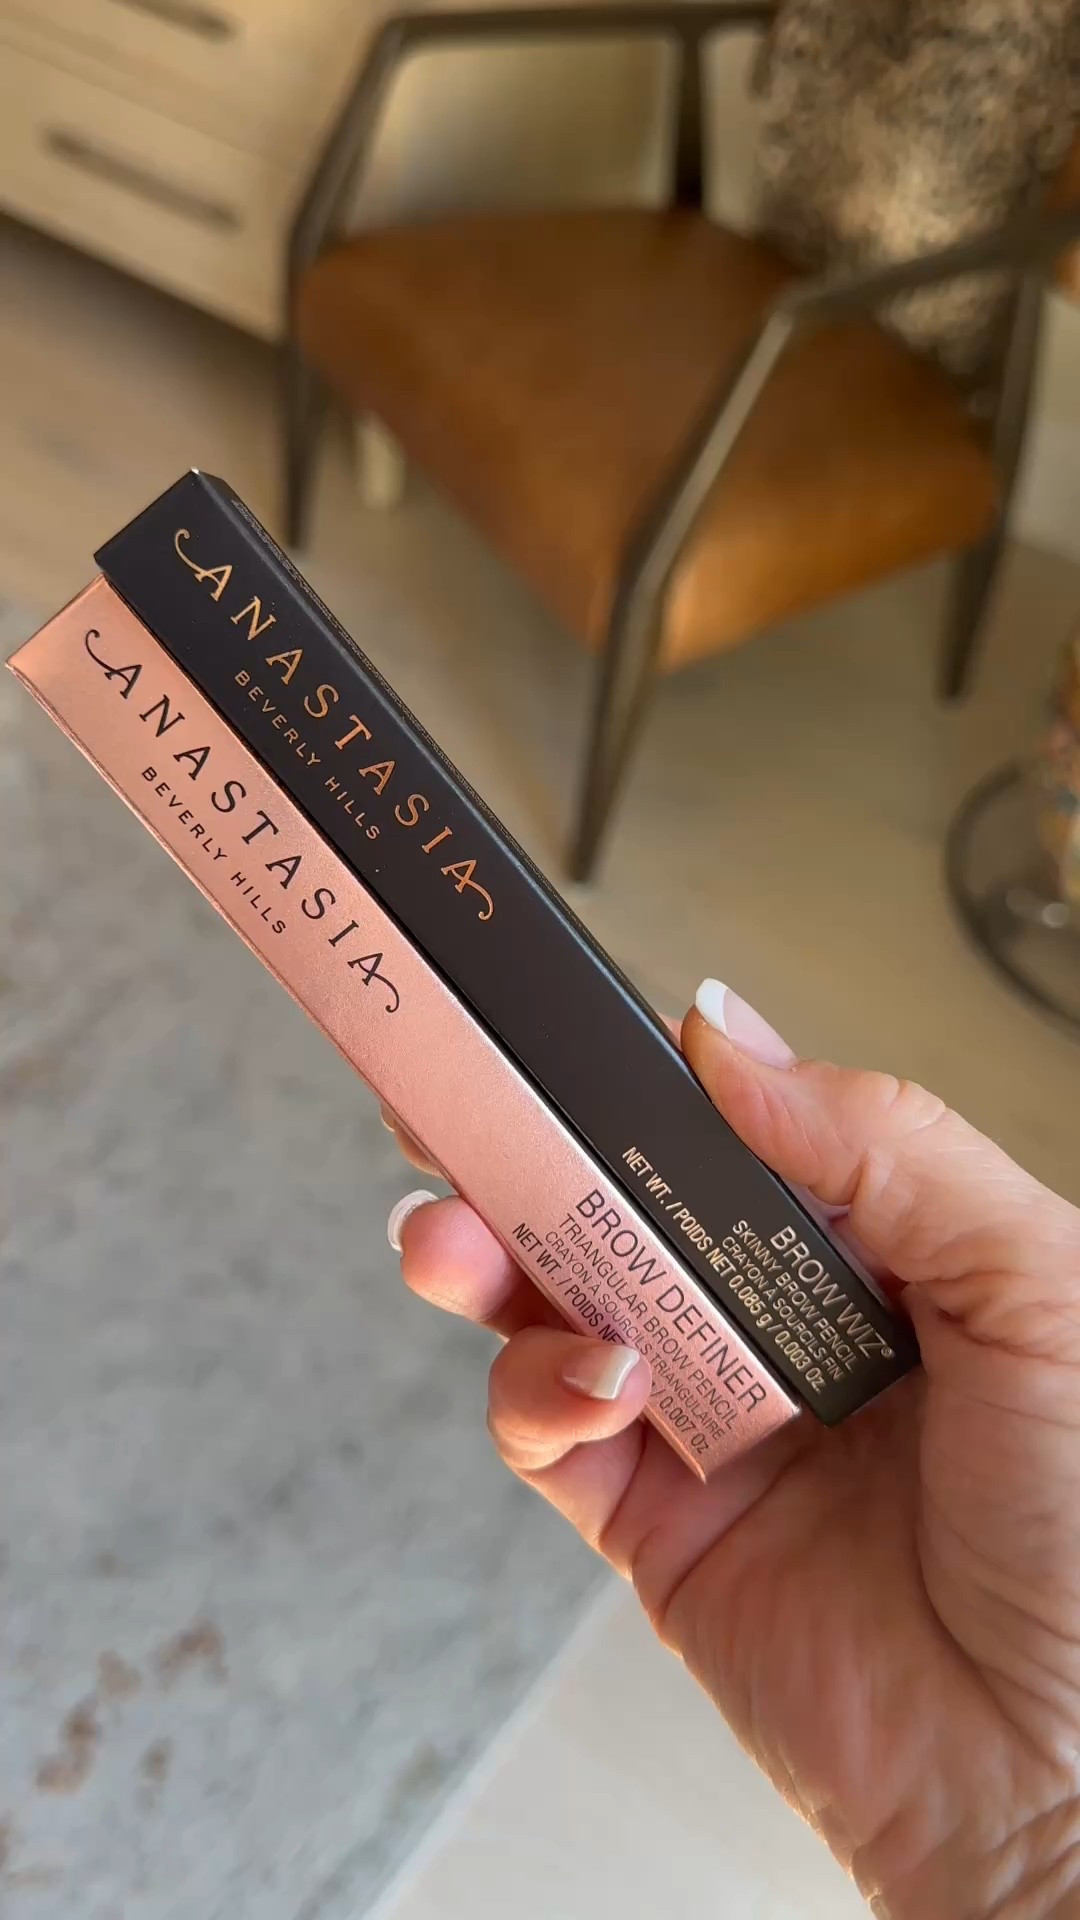 ANASTASIA
BEVERLY HILLS
BROW WIZ®
SKINNY BROW PENCIL
CRAYON À SOURCILS FIN
NET WT. / POIDS NET 0.085 g / 0.003 Oz.
ANASTASIA
BEVERLY HILLS
BROW DEFINER
TRIANGULAR BROW PENCIL
CRAYON À SOURCILS TRIANGULAIRE
NET WT. / POIDS / 0.007 Oz